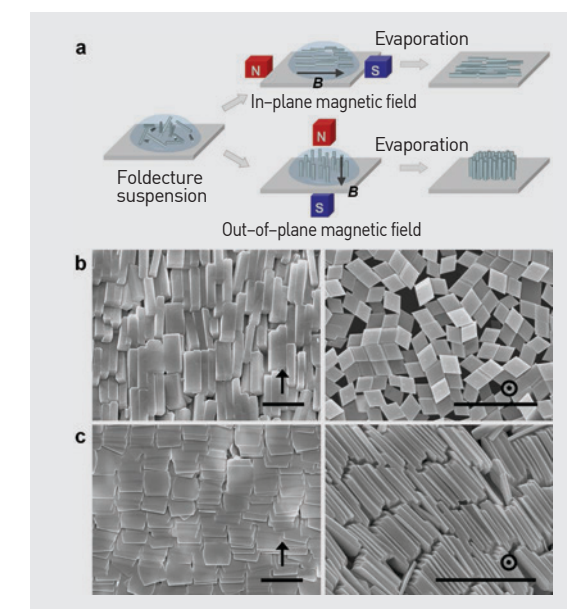 a
Evaporation
N
S
B
In–plane magnetic field
N
Evaporation
Foldecture
suspension
B
S
Out–of–plane magnetic field
b
c